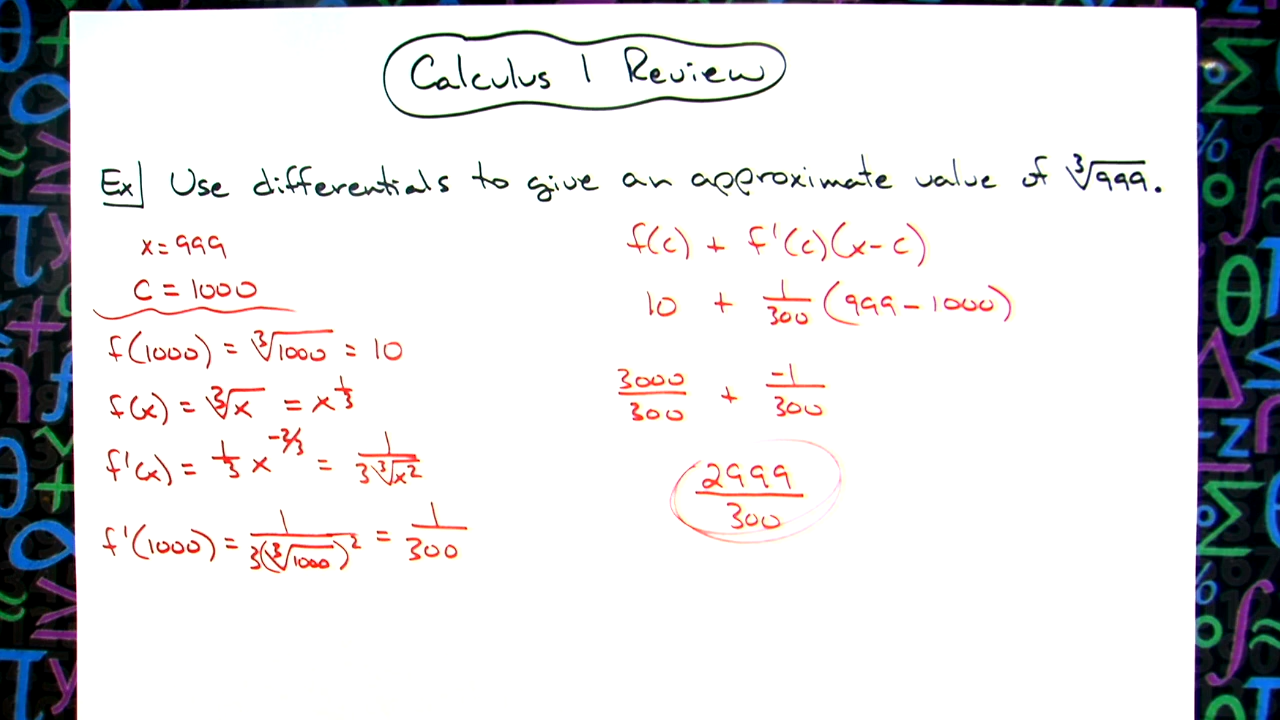 Calculus 1 Review
Ex Use differentials to give an approximate value of ∛999.
x = 999
c = 1000
f(1000) = ∛1000 = 10
f(x) = ∛x = x^(1/3)
f'(x) = 1/3 x^(-2/3) = 1/(3∛x²)
f'(1000) = 1/(3(∛1000)²) = 1/300
f(c) + f'(c)(x-c)
10 + 1/300 (999-1000)
3000/300 + -1/300
2999/300